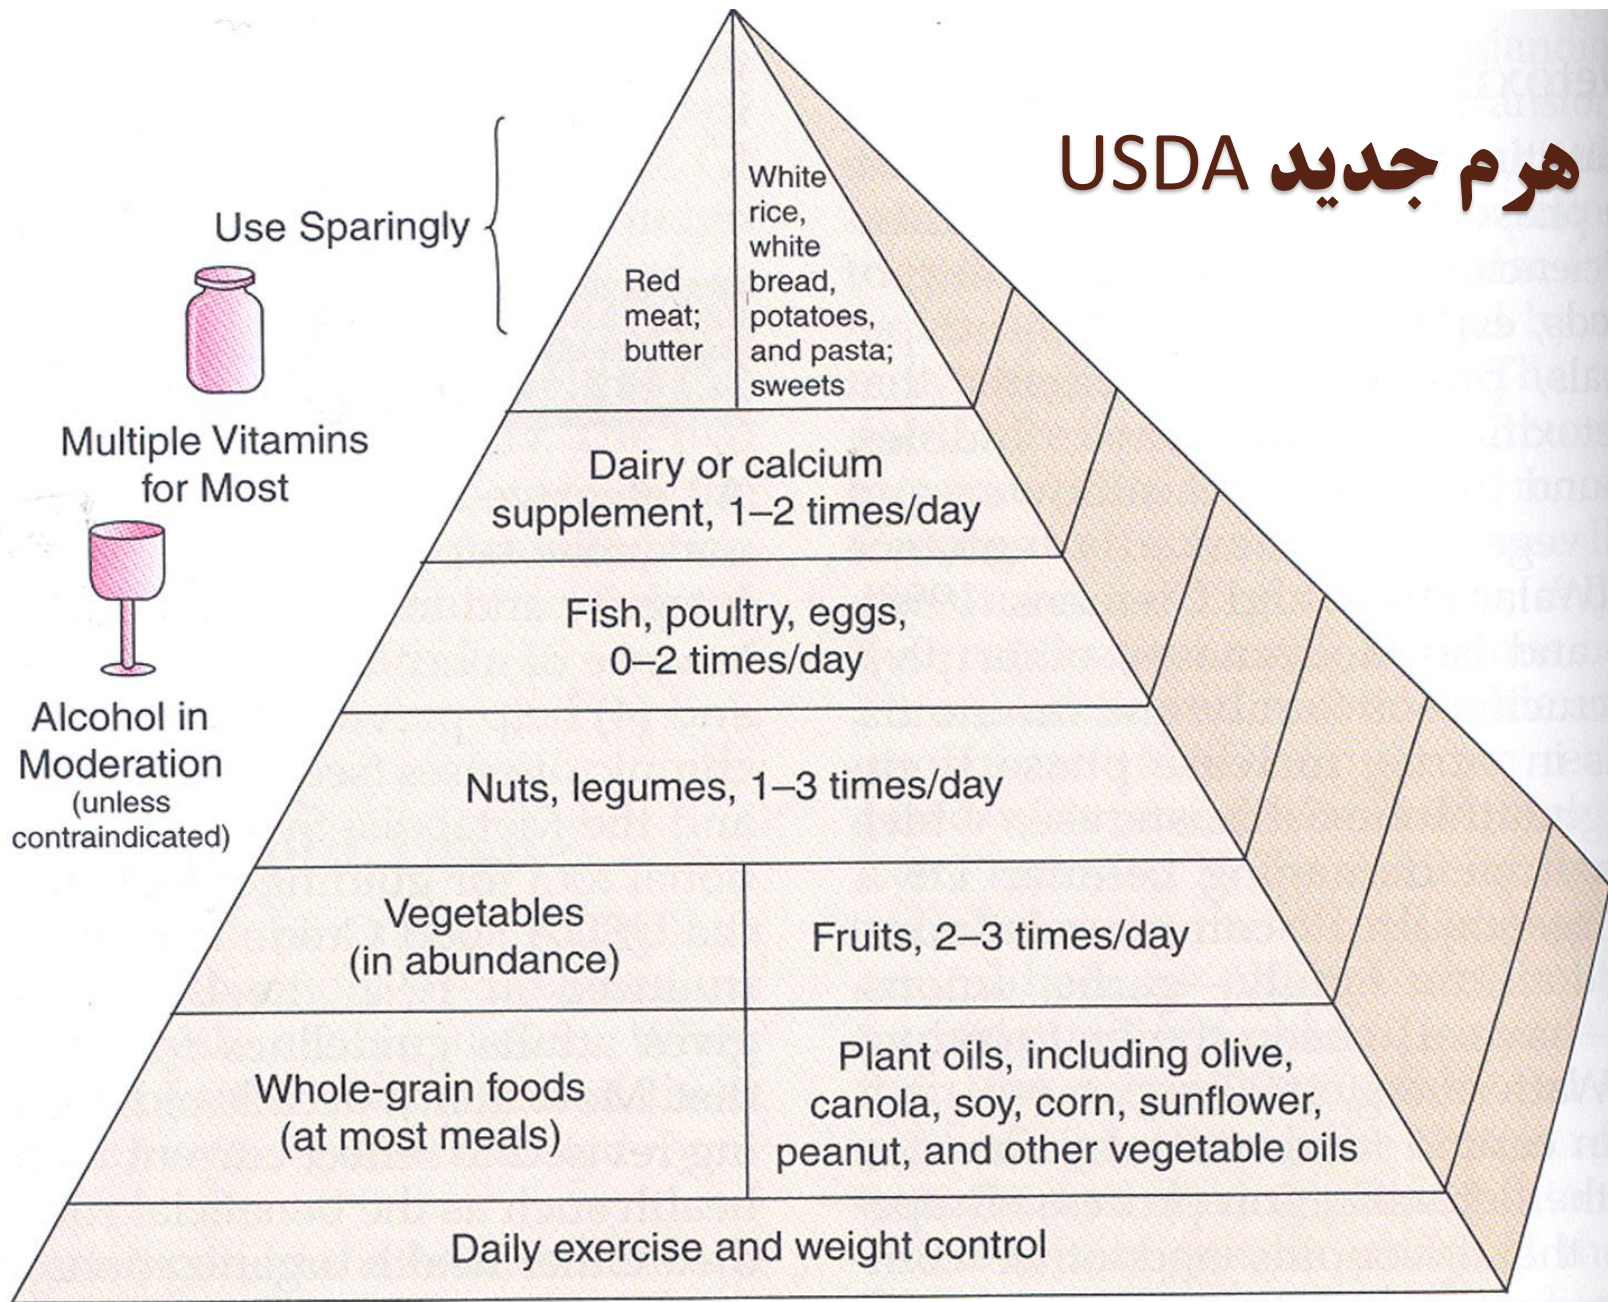 هرم جدید USDA
Use Sparingly
Red
meat;
butter
White
rice,
white
bread,
potatoes,
and pasta;
sweets
Multiple Vitamins
for Most
Dairy or calcium
supplement, 1–2 times/day
Fish, poultry, eggs,
0–2 times/day
Alcohol in
Moderation
(unless
contraindicated)
Nuts, legumes, 1–3 times/day
Vegetables
(in abundance)
Fruits, 2–3 times/day
Whole-grain foods
(at most meals)
Plant oils, including olive,
canola, soy, corn, sunflower,
peanut, and other vegetable oils
Daily exercise and weight control